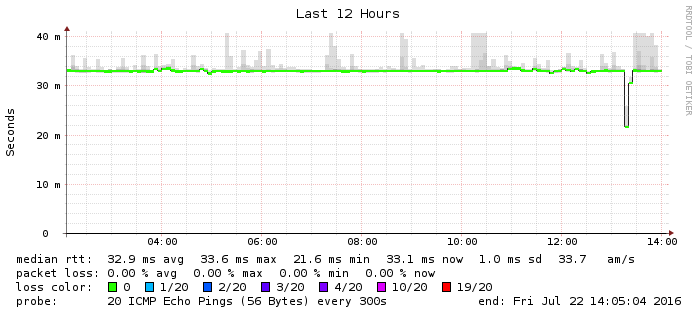 Last 12 Hours
RRDTOOL / TOBI OETIKER
Seconds
40 m
30 m
20 m
10 m
0
04:00 06:00 08:00 10:00 12:00 14:00
median rtt: 32.9 ms avg 33.6 ms max 21.6 ms min 33.1 ms now 1.0 ms sd 33.7 am/s
packet loss: 0.00 % avg 0.00 % max 0.00 % min 0.00 % now
loss color: 0 1/20 2/20 3/20 4/20 10/20 19/20
probe: 20 ICMP Echo Pings (56 Bytes) every 300s end: Fri Jul 22 14:05:04 2016